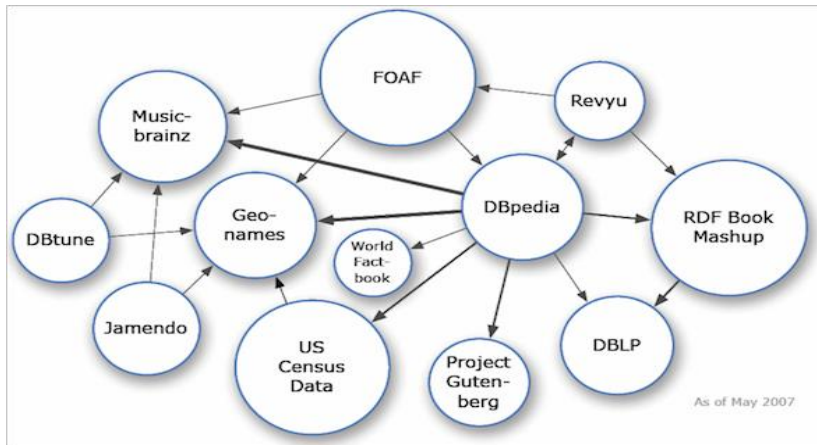 FOAF
Revyu
Music-
brainz
DBpedia
RDF Book
Mashup
Geo-
names
DBtune
World
Fact-
book
Jamendo
US
Census
Data
Project
Guten-
berg
DBLP
As of May 2007